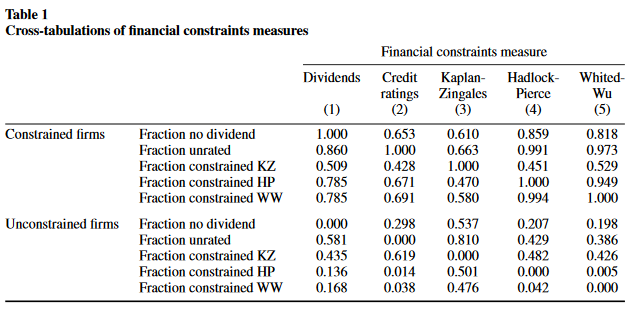 Table 1
Cross-tabulations of financial constraints measures
Financial constraints measure
Dividends Credit Kaplan- Hadlock- Whited-
ratings Zingales Pierce Wu
(1) (2) (3) (4) (5)
Constrained firms Fraction no dividend 1.000 0.653 0.610 0.859 0.818
Fraction unrated 0.860 1.000 0.663 0.991 0.973
Fraction constrained KZ 0.509 0.428 1.000 0.451 0.529
Fraction constrained HP 0.785 0.671 0.470 1.000 0.949
Fraction constrained WW 0.785 0.691 0.580 0.994 1.000
Unconstrained firms Fraction no dividend 0.000 0.298 0.537 0.207 0.198
Fraction unrated 0.581 0.000 0.810 0.429 0.386
Fraction constrained KZ 0.435 0.619 0.000 0.482 0.426
Fraction constrained HP 0.136 0.014 0.501 0.000 0.005
Fraction constrained WW 0.168 0.038 0.476 0.042 0.000